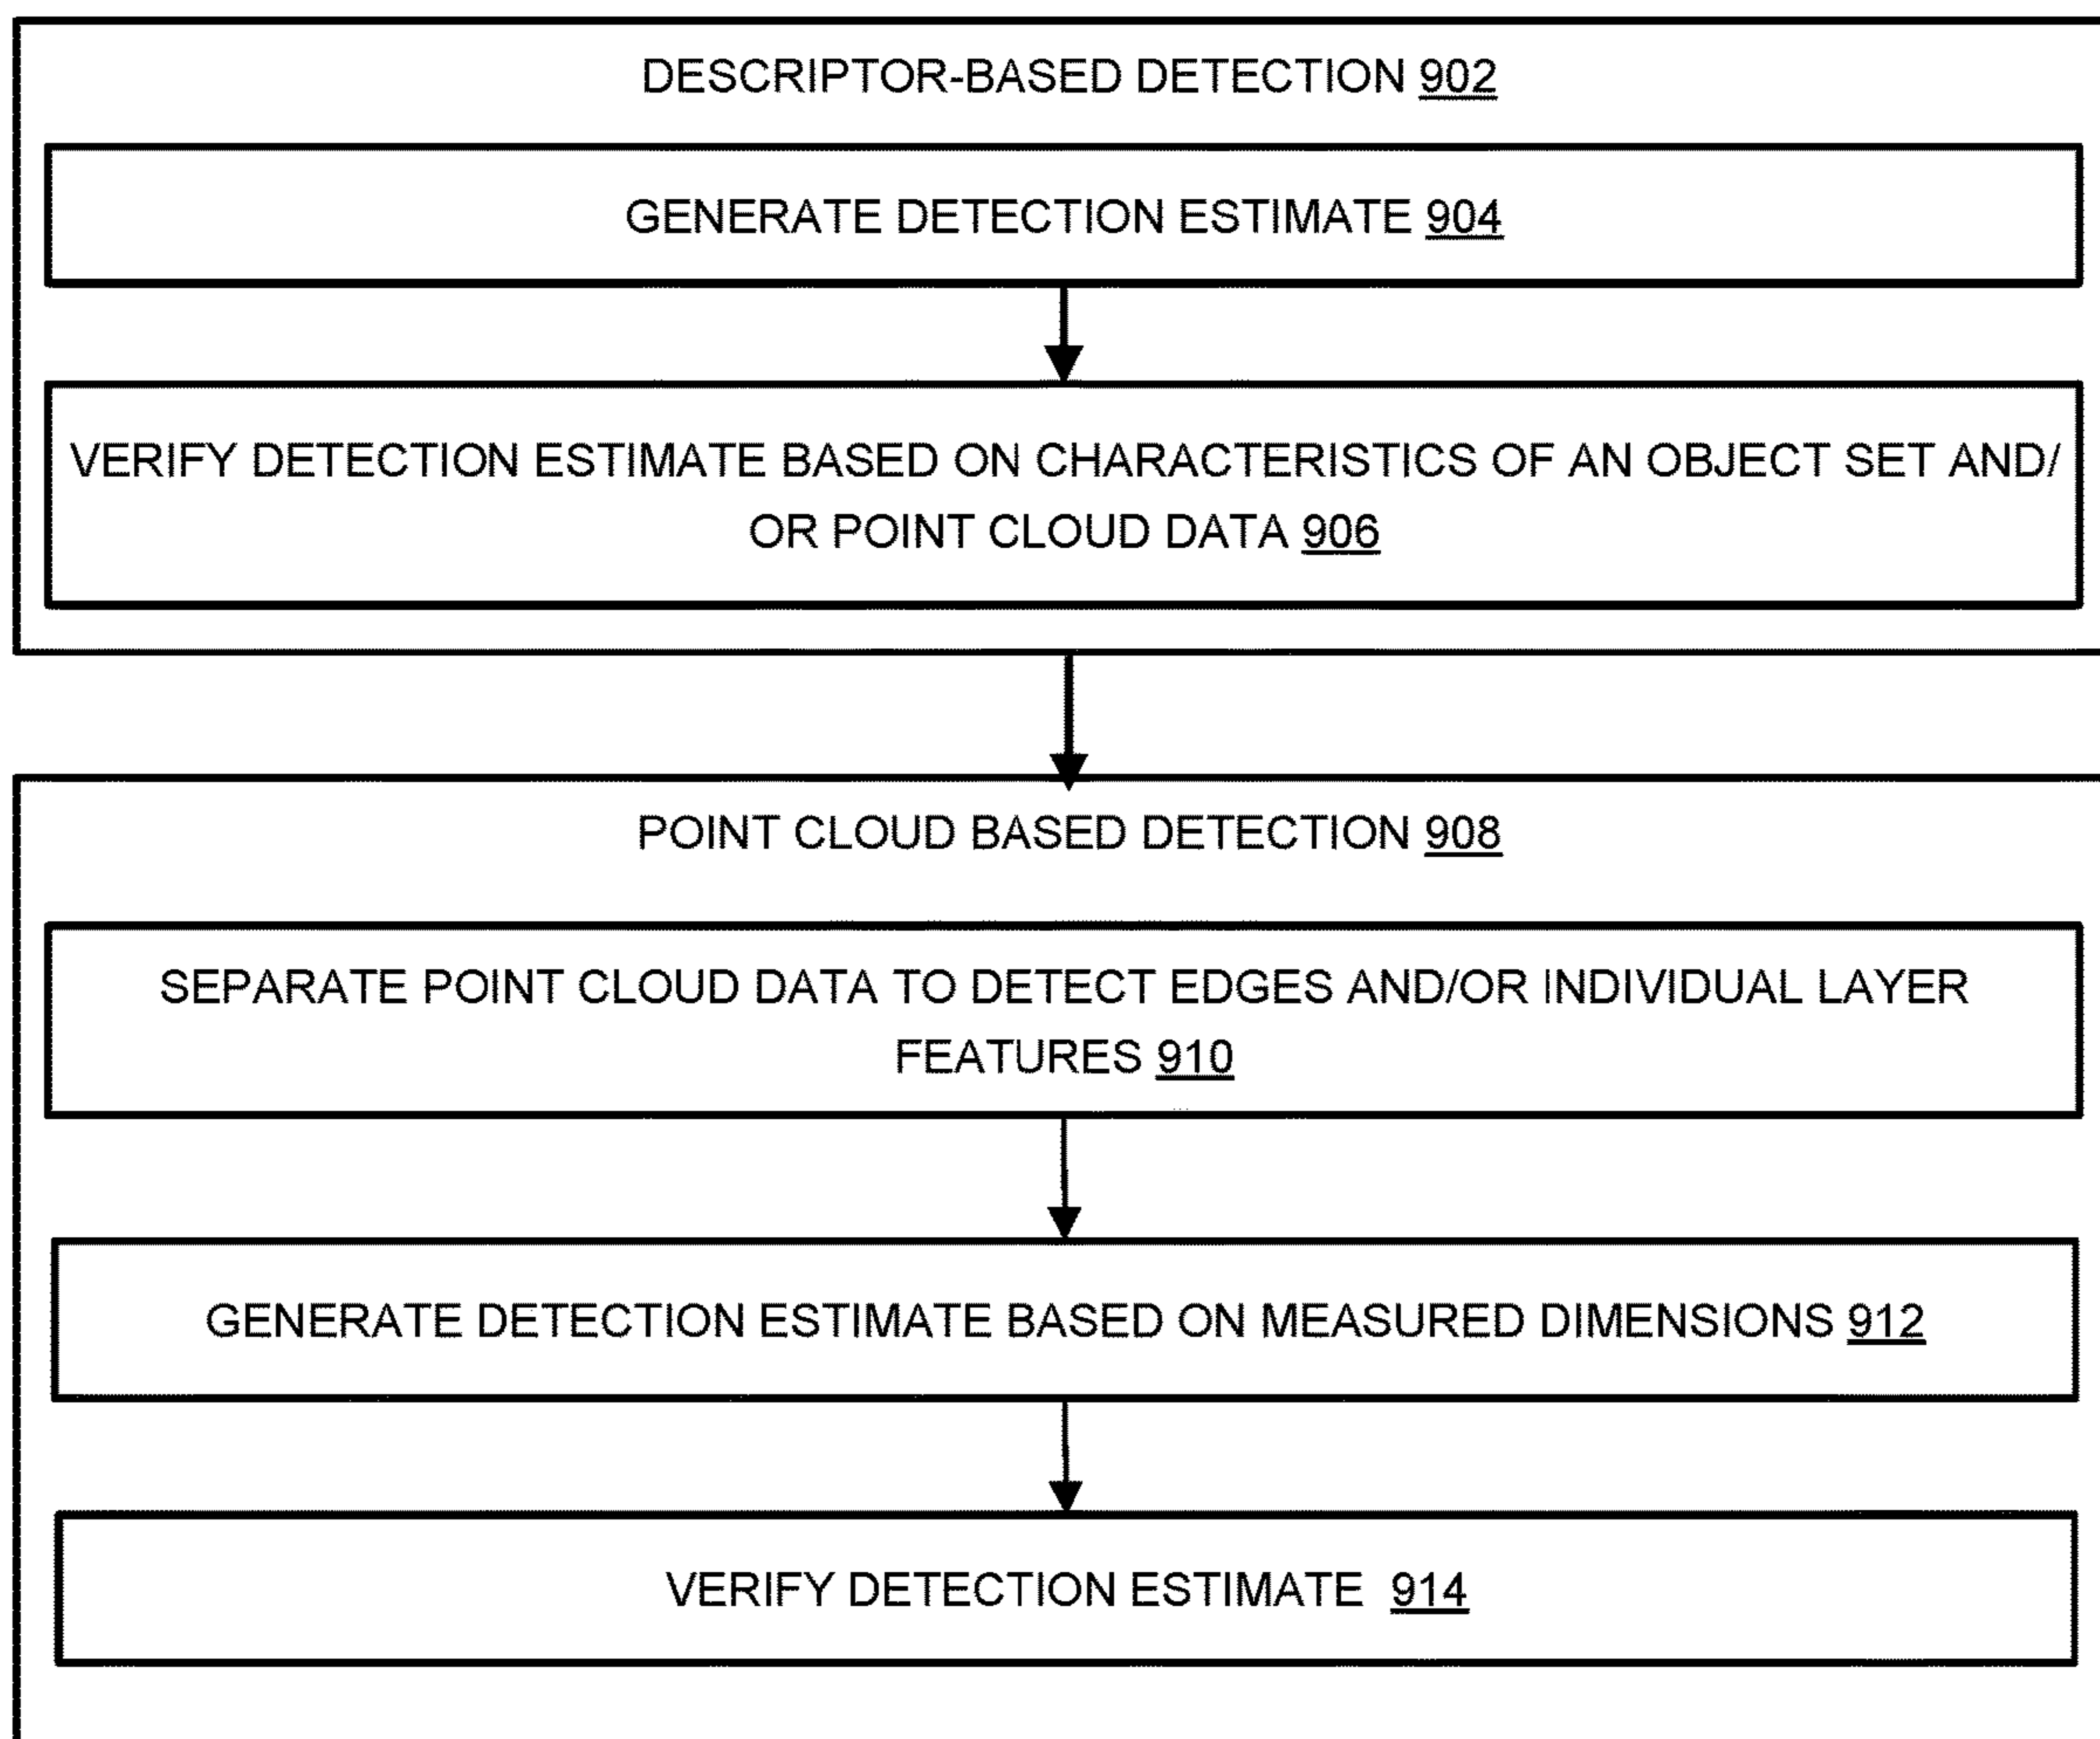 DESCRIPTOR-BASED DETECTION 902
GENERATE DETECTION ESTIMATE 904
VERIFY DETECTION ESTIMATE BASED ON CHARACTERISTICS OF AN OBJECT SET AND/
OR POINT CLOUD DATA 906
POINT CLOUD BASED DETECTION 908
SEPARATE POINT CLOUD DATA TO DETECT EDGES AND/OR INDIVIDUAL LAYER
FEATURES 910
GENERATE DETECTION ESTIMATE BASED ON MEASURED DIMENSIONS 912
VERIFY DETECTION ESTIMATE 914